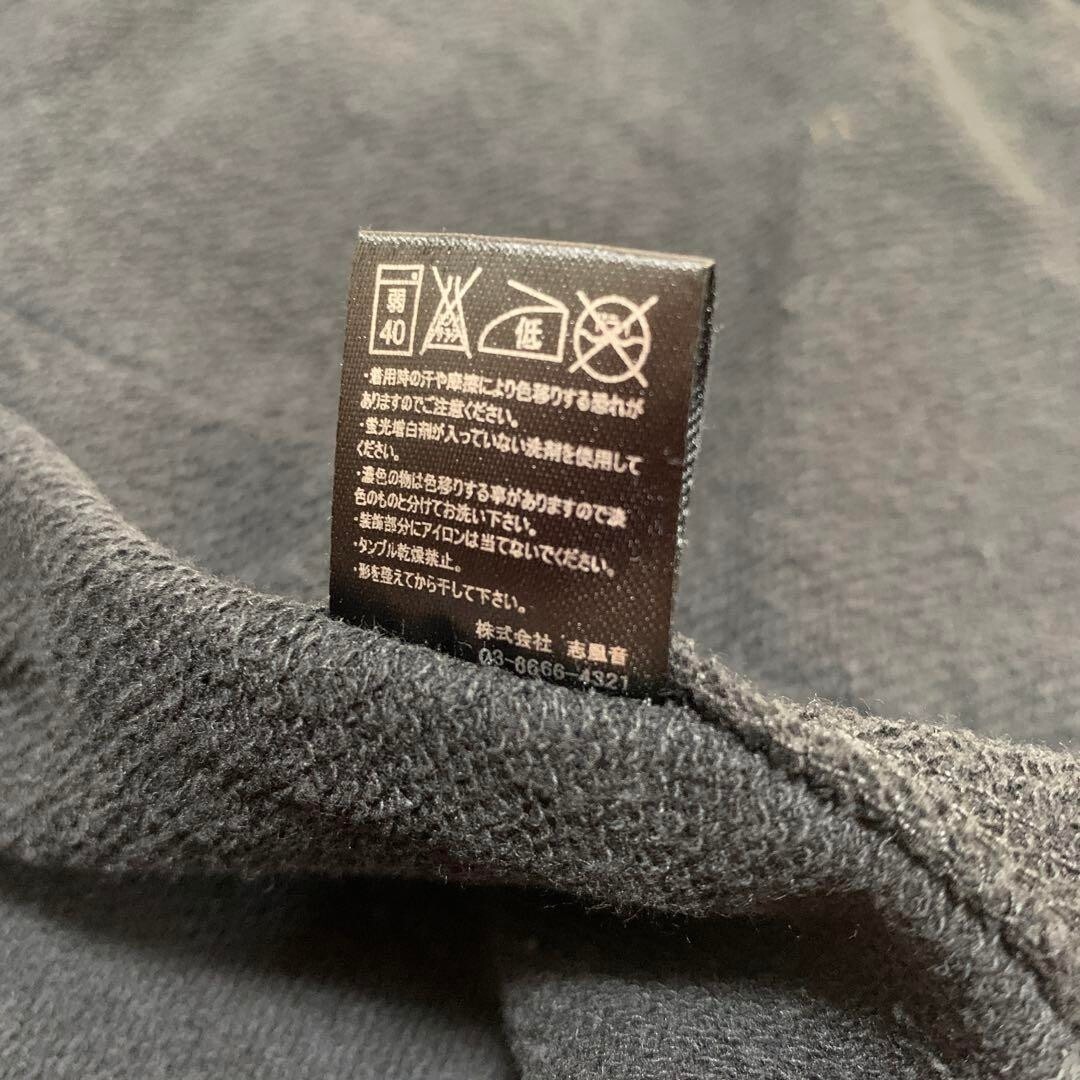 弱
40
低
・着用時の汗や摩擦により色移りする恐れが
ありますのでご注意ください。
・蛍光増白剤が入っていない洗剤を使用して
ください。
・濃色の物は色移りする事がありますので淡
色のものと分けてお洗い下さい。
・装飾部分にアイロンは当てないでください。
・タンブル乾燥禁止。
・形を整えてから干して下さい。
株式会社 志風音
03-8666-4321